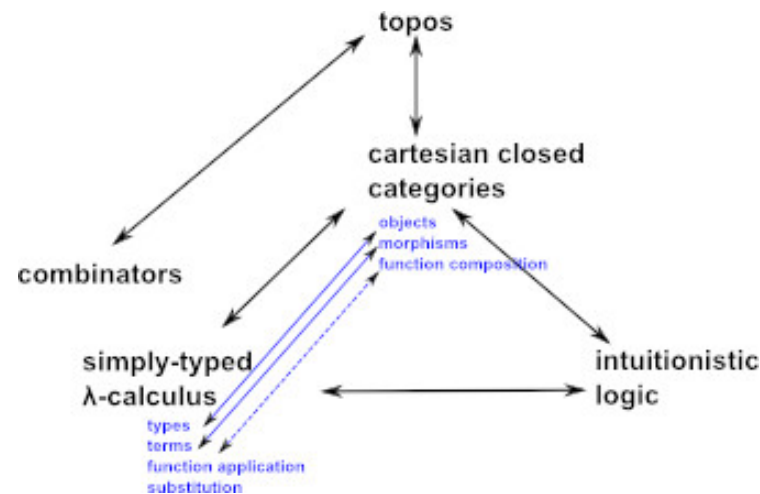 topos
cartesian closed
categories
objects
morphisms
function composition
combinators
simply-typed
λ-calculus
types
terms
function application
substitution
intuitionistic
logic